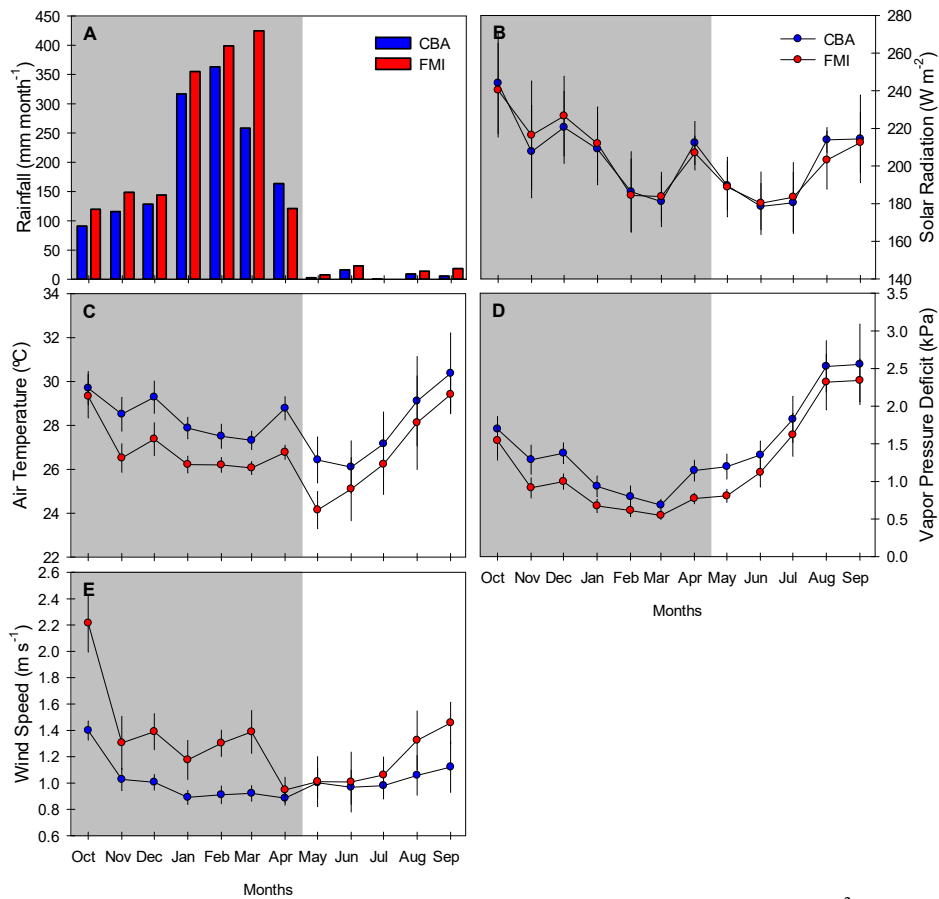 A
CBA
FMI
Rainfall (mm month-1)
450
400
350
300
250
200
150
100
50
0
B
CBA
FMI
Solar Radiation (W m-2)
280
260
240
220
200
180
160
140
C
Air Temperature (ºC)
34
32
30
28
26
24
22
D
Vapor Pressure Deficit (kPa)
3.5
3.0
2.5
2.0
1.5
1.0
0.5
0.0
Oct Nov Dec Jan Feb Mar Apr May Jun Jul Aug Sep
Months
E
Wind Speed (m s-1)
2.6
2.4
2.2
2.0
1.8
1.6
1.4
1.2
1.0
0.8
0.6
Oct Nov Dec Jan Feb Mar Apr May Jun Jul Aug Sep
Months